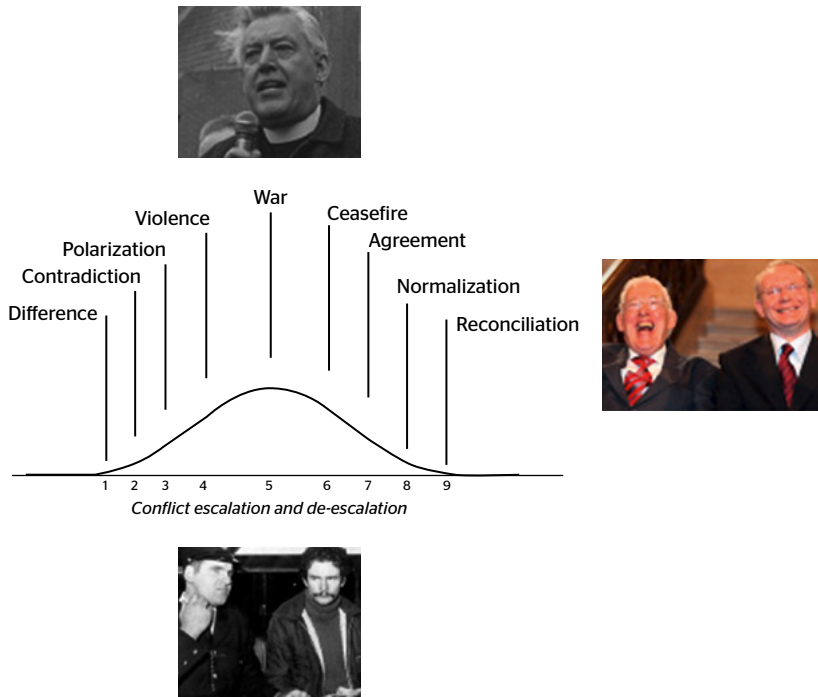 War
Violence
Ceasefire
Polarization
Agreement
Contradiction
Normalization
Difference
Reconciliation
1 2 3 4 5 6 7 8 9
Conflict escalation and de-escalation